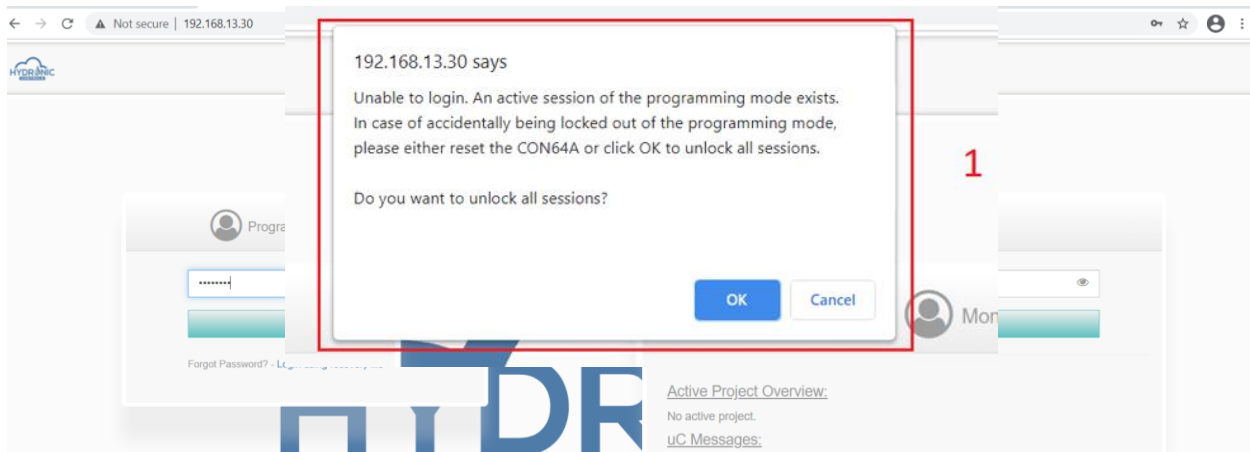 Not secure | 192.168.13.30
HYDRONIC
192.168.13.30 says
Unable to login. An active session of the programming mode exists.
In case of accidentally being locked out of the programming mode,
please either reset the CON64A or click OK to unlock all sessions.
Do you want to unlock all sessions?
OK
Cancel
1
Progra
Mon
Forgot Password? -
Active Project Overview:
No active project.
uC Messages:
HYDR